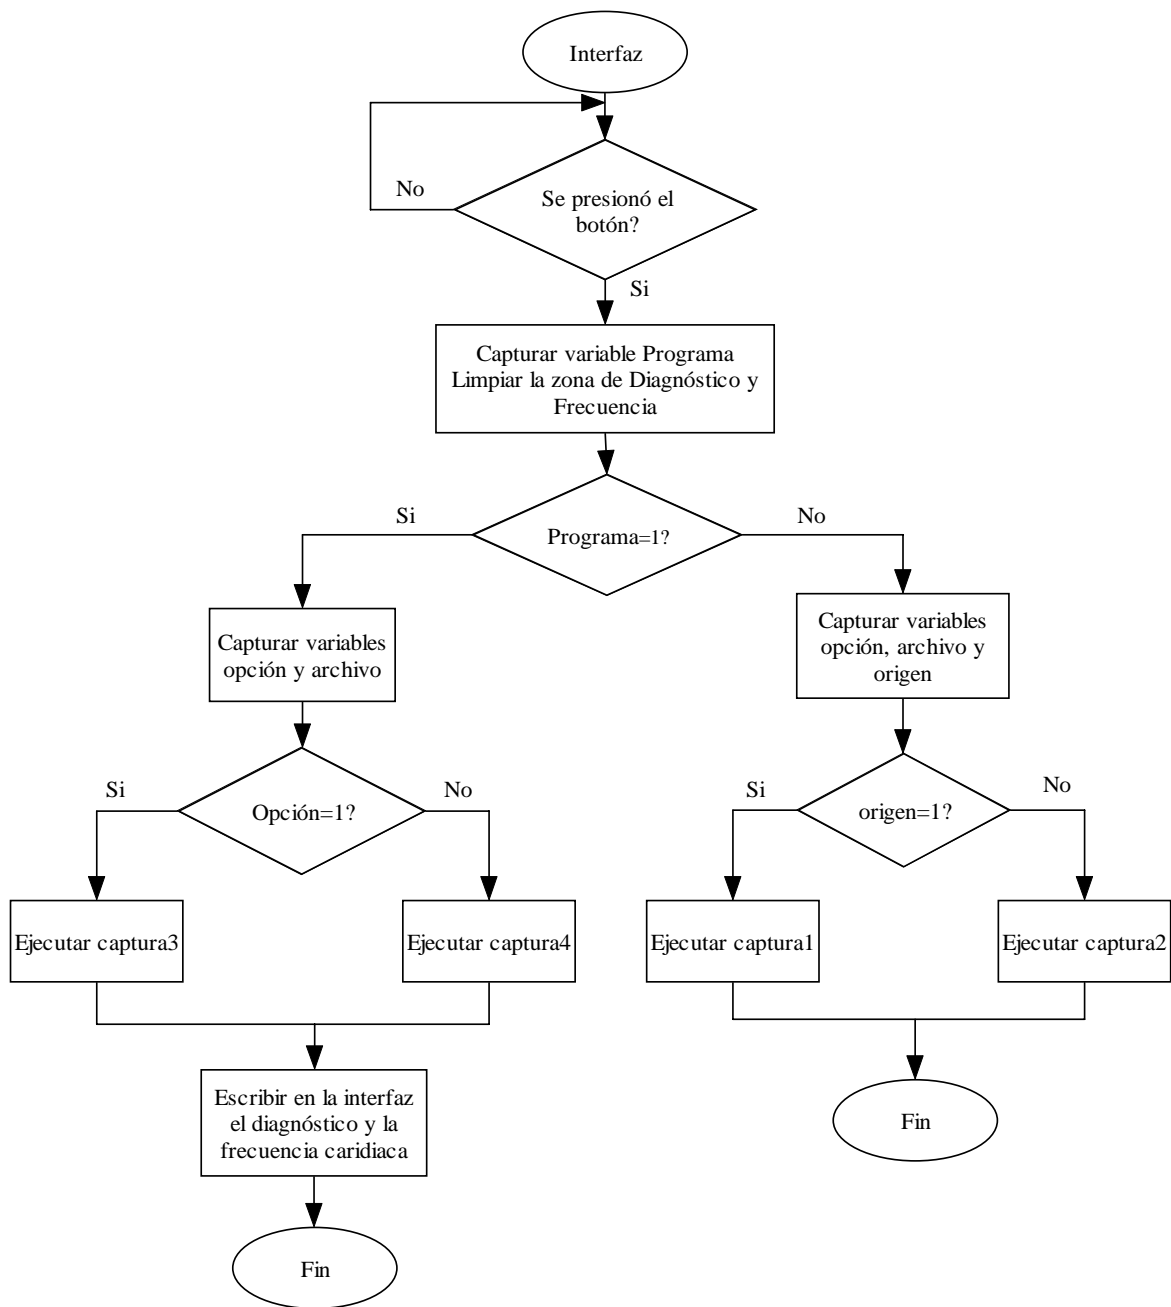 Interfaz
Se presionó el
botón?
No
Si
Capturar variable Programa
Limpiar la zona de Diagnóstico y
Frecuencia
Si
Programa=1?
No
Capturar variables
opción y archivo
Capturar variables
opción, archivo y
origen
Si
Opción=1?
No
Si
origen=1?
No
Ejecutar captura3
Ejecutar captura4
Ejecutar captura1
Ejecutar captura2
Escribir en la interfaz
el diagnóstico y la
frecuencia caridiaca
Fin
Fin